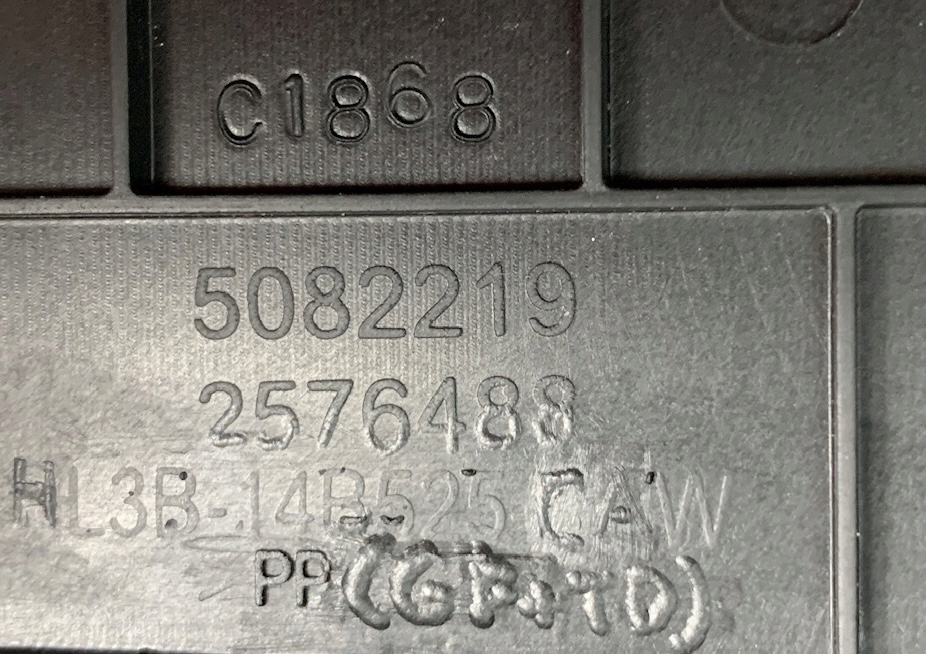 C1868
5082219
2576488
HL3B-14B525 CAW
PP(GF+TD)